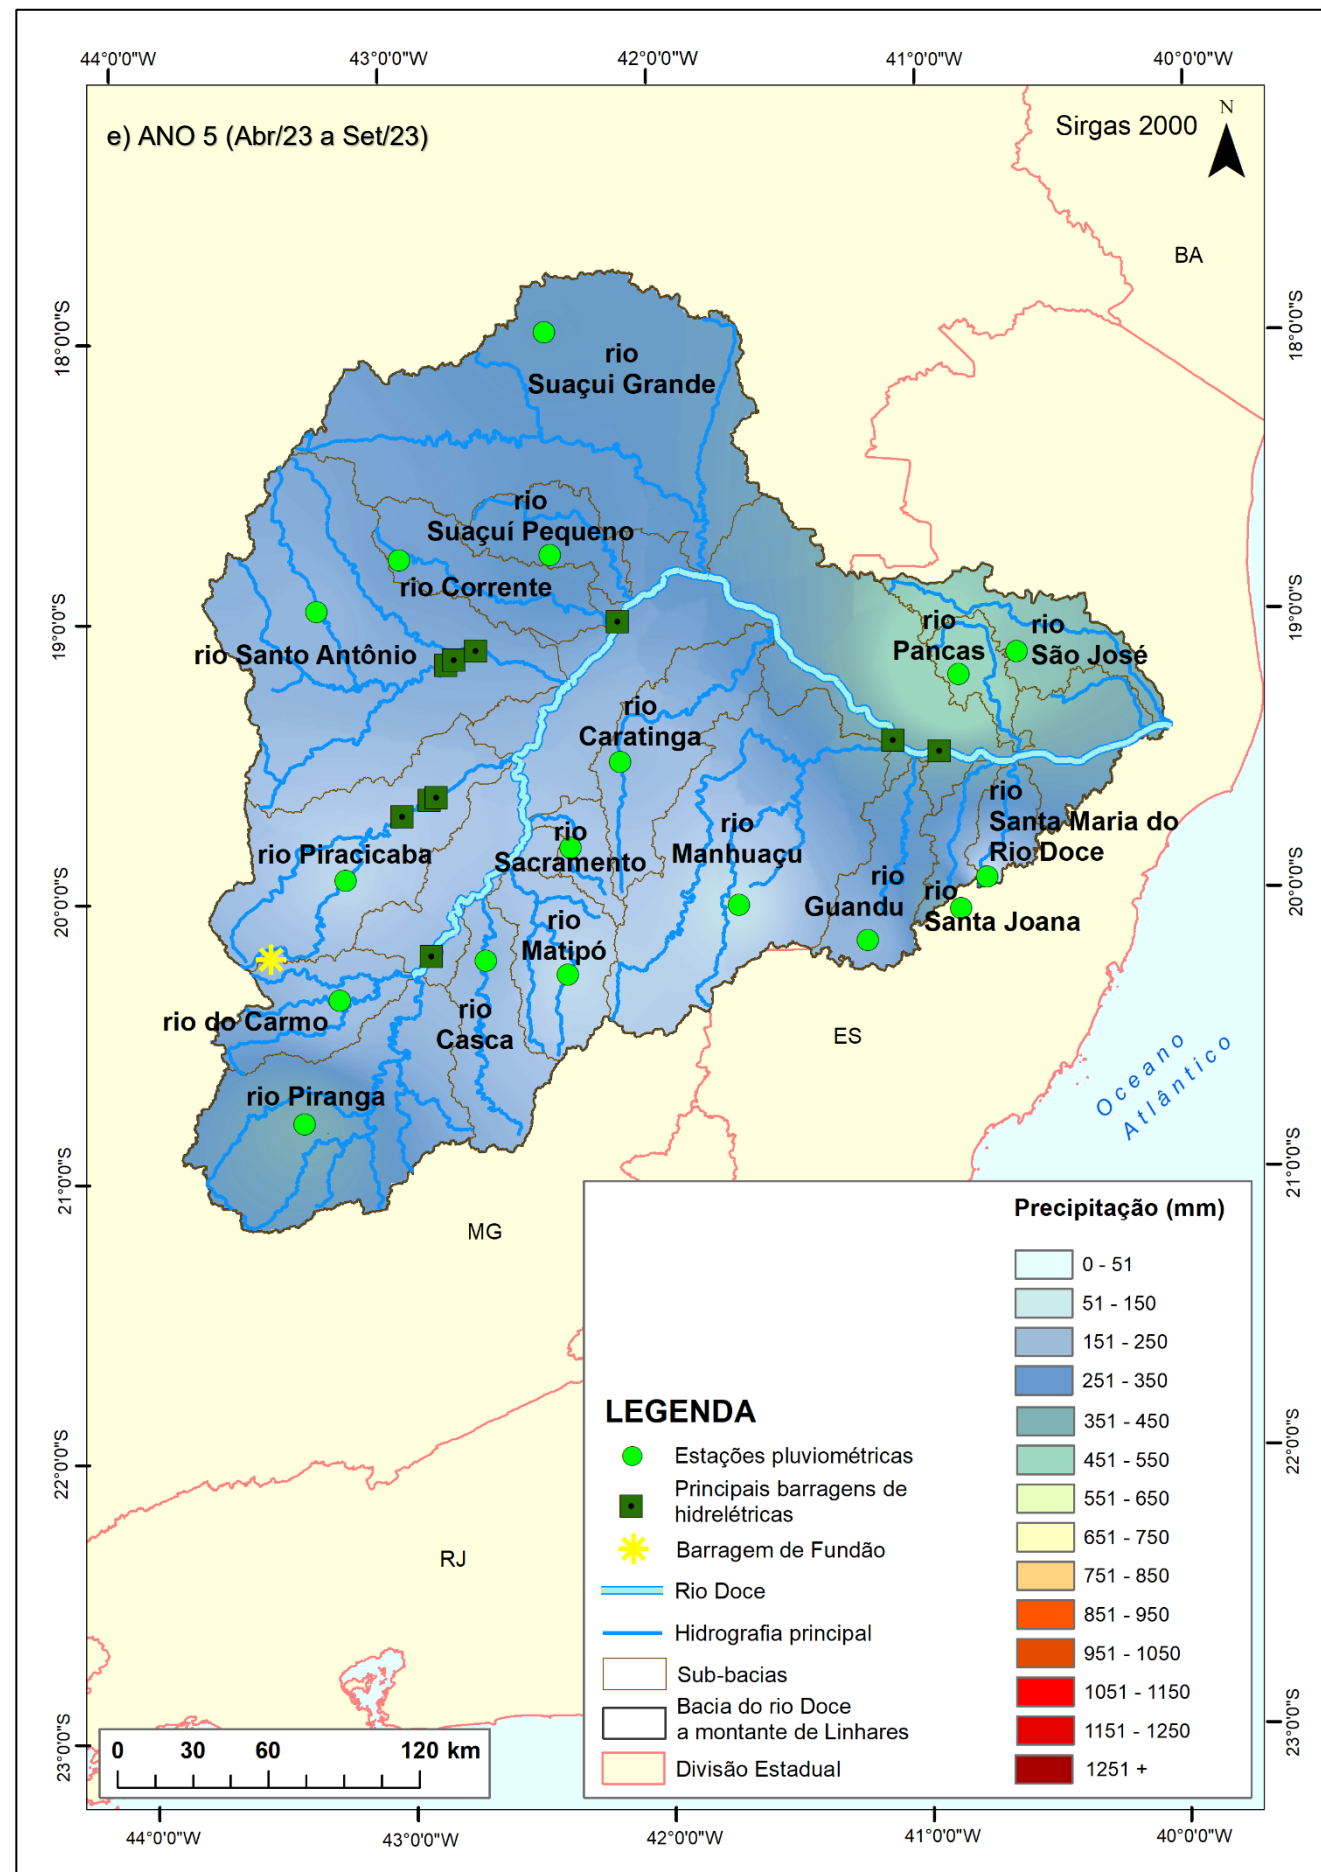 44°0'0"W 43°0'0"W 42°0'0"W 41°0'0"W 40°0'0"W
e) ANO 5 (Abr/23 a Set/23)
Sirgas 2000
N
BA
18°0'0"S
18°0'0"S
rio
Suaçui Grande
rio
Suaçuí Pequeno
rio Corrente
19°0'0"S
19°0'0"S
rio
Pancas
rio
São José
rio Santo Antônio
rio
Caratinga
rio
Santa Maria do
Rio Doce
rio
Sacramento
rio
Manhuaçu
rio Piracicaba
20°0'0"S
20°0'0"S
rio
Guandu
rio
Santa Joana
rio
Matipó
rio do Carmo
rio
Casca
ES
Oceano
Atlântico
rio Piranga
21°0'0"S
21°0'0"S
MG
Precipitação (mm)
0 - 51
51 - 150
151 - 250
251 - 350
351 - 450
451 - 550
551 - 650
651 - 750
751 - 850
851 - 950
951 - 1050
1051 - 1150
1151 - 1250
1251 +
LEGENDA
Estações pluviométricas
Principais barragens de
hidrelétricas
Barragem de Fundão
Rio Doce
Hidrografia principal
Sub-bacias
Bacia do rio Doce
a montante de Linhares
Divisão Estadual
22°0'0"S
22°0'0"S
RJ
23°0'0"S
23°0'0"S
0 30 60 120 km
44°0'0"W 43°0'0"W 42°0'0"W 41°0'0"W 40°0'0"W